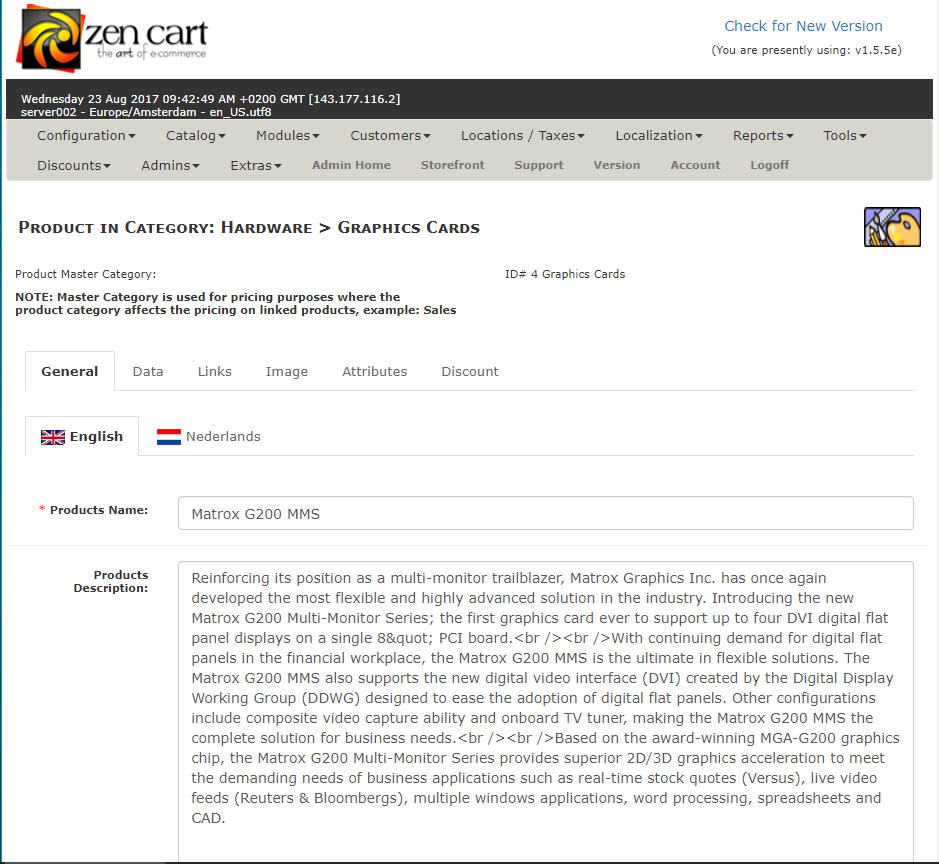 zen cart
the art of e-commerce
Check for New Version
(You are presently using: v1.5.5e)
Wednesday 23 Aug 2017 09:42:49 AM +0200 GMT [143.177.116.2]
server002 - Europe/Amsterdam - en_US.utf8
Configuration Catalog Modules Customers Locations / Taxes Localization Reports Tools
Discounts Admins Extras Admin Home Storefront Support Version Account Logoff
Product in Category: Hardware > Graphics Cards
Product Master Category: ID# 4 Graphics Cards
NOTE: Master Category is used for pricing purposes where the
product category affects the pricing on linked products, example: Sales
General Data Links Image Attributes Discount
English Nederlands
* Products Name: Matrox G200 MMS
Products
Description:
Reinforcing its position as a multi-monitor trailblazer, Matrox Graphics Inc. has once again
developed the most flexible and highly advanced solution in the industry. Introducing the new
Matrox G200 Multi-Monitor Series; the first graphics card ever to support up to four DVI digital flat
panel displays on a single 8&quot; PCI board.<br /><br />With continuing demand for digital flat
panels in the financial workplace, the Matrox G200 MMS is the ultimate in flexible solutions. The
Matrox G200 MMS also supports the new digital video interface (DVI) created by the Digital Display
Working Group (DDWG) designed to ease the adoption of digital flat panels. Other configurations
include composite video capture ability and onboard TV tuner, making the Matrox G200 MMS the
complete solution for business needs.<br /><br />Based on the award-winning MGA-G200 graphics
chip, the Matrox G200 Multi-Monitor Series provides superior 2D/3D graphics acceleration to meet
the demanding needs of business applications such as real-time stock quotes (Versus), live video
feeds (Reuters & Bloombergs), multiple windows applications, word processing, spreadsheets and
CAD.